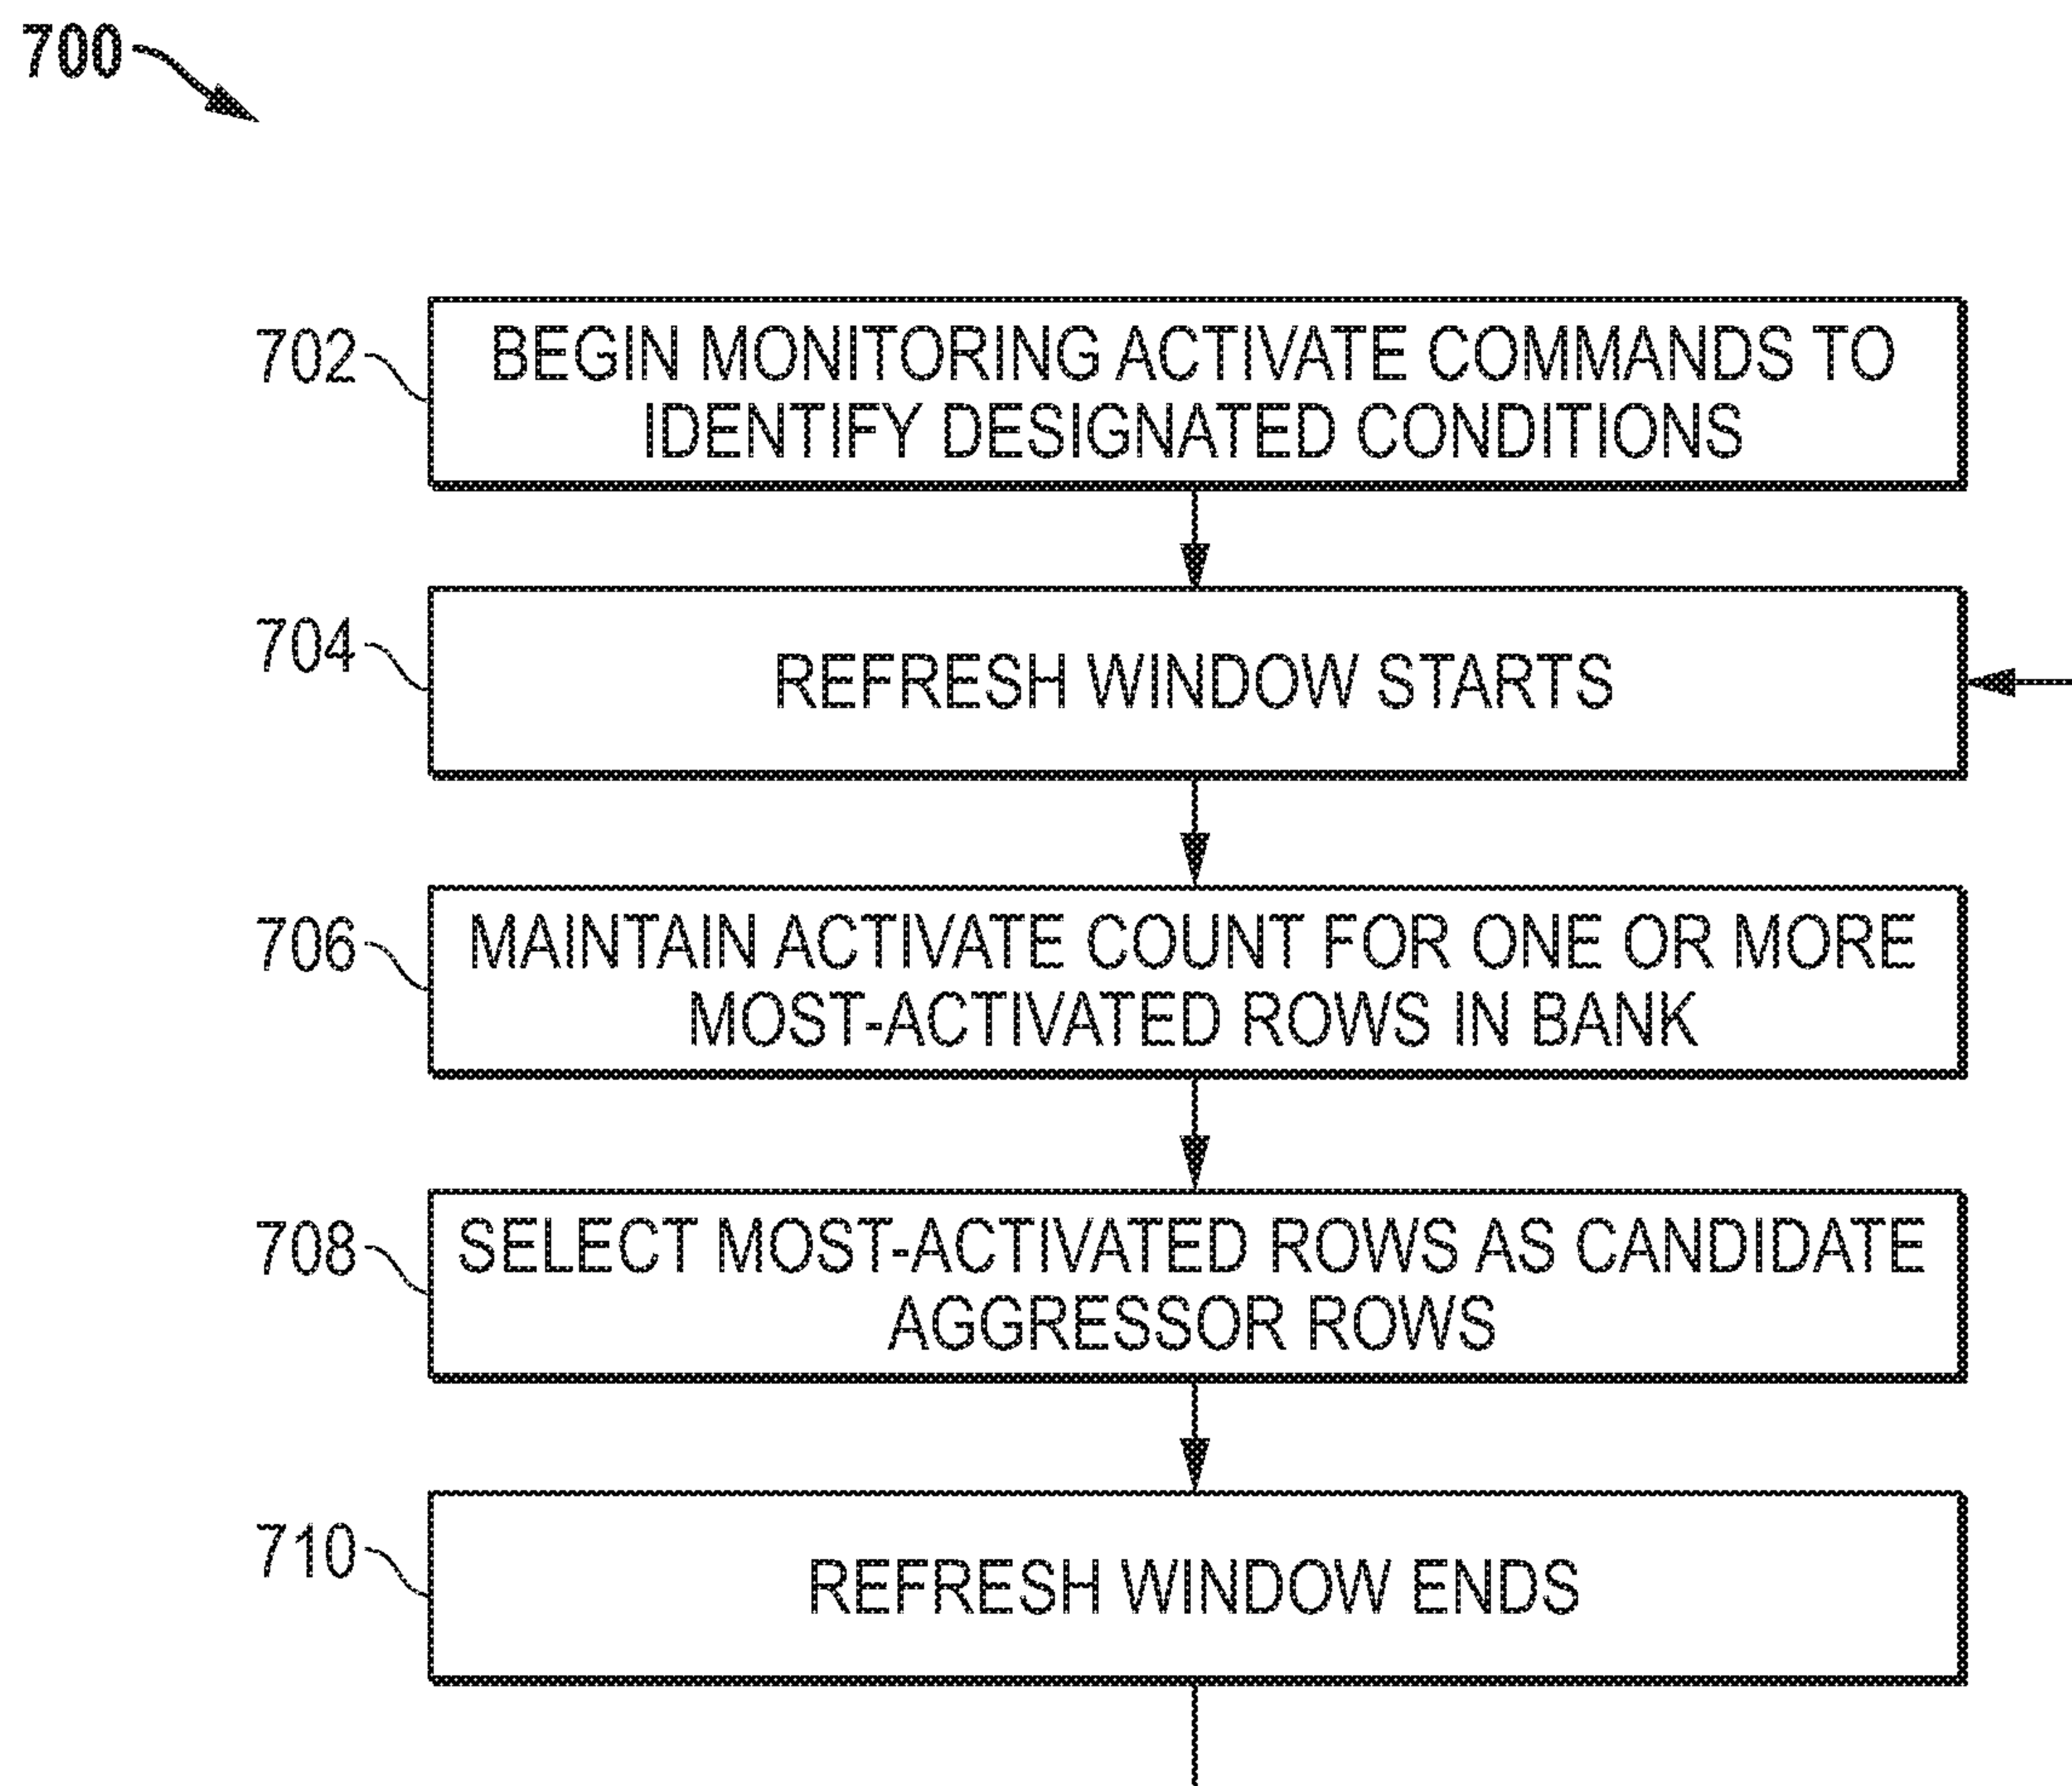 700
702
BEGIN MONITORING ACTIVATE COMMANDS TO
IDENTIFY DESIGNATED CONDITIONS
704
REFRESH WINDOW STARTS
706
MAINTAIN ACTIVATE COUNT FOR ONE OR MORE
MOST-ACTIVATED ROWS IN BANK
708
SELECT MOST-ACTIVATED ROWS AS CANDIDATE
AGGRESSOR ROWS
710
REFRESH WINDOW ENDS